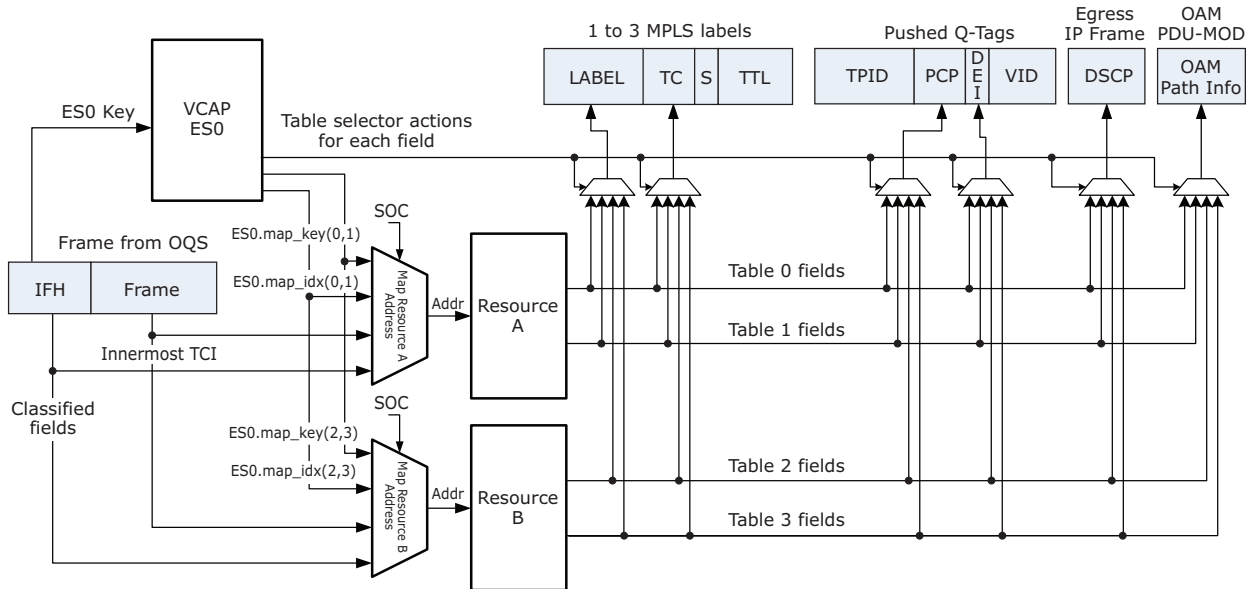 1 to 3 MPLS labels
Pushed Q-Tags
Egress
IP Frame
OAM
PDU-MOD
LABEL
TC
S
TTL
TPID
PCP
DEI
VID
DSCP
OAM
Path Info
ES0 Key
VCAP
ES0
Table selector actions
for each field
Frame from OQS
IFH
Frame
SOC
ES0.map_key(0,1)
ES0.map_idx(0,1)
Map Resource A
Address
Addr
Resource
A
Table 0 fields
Table 1 fields
Innermost TCI
Classified
fields
SOC
ES0.map_key(2,3)
ES0.map_idx(2,3)
Map Resource B
Address
Addr
Resource
B
Table 2 fields
Table 3 fields